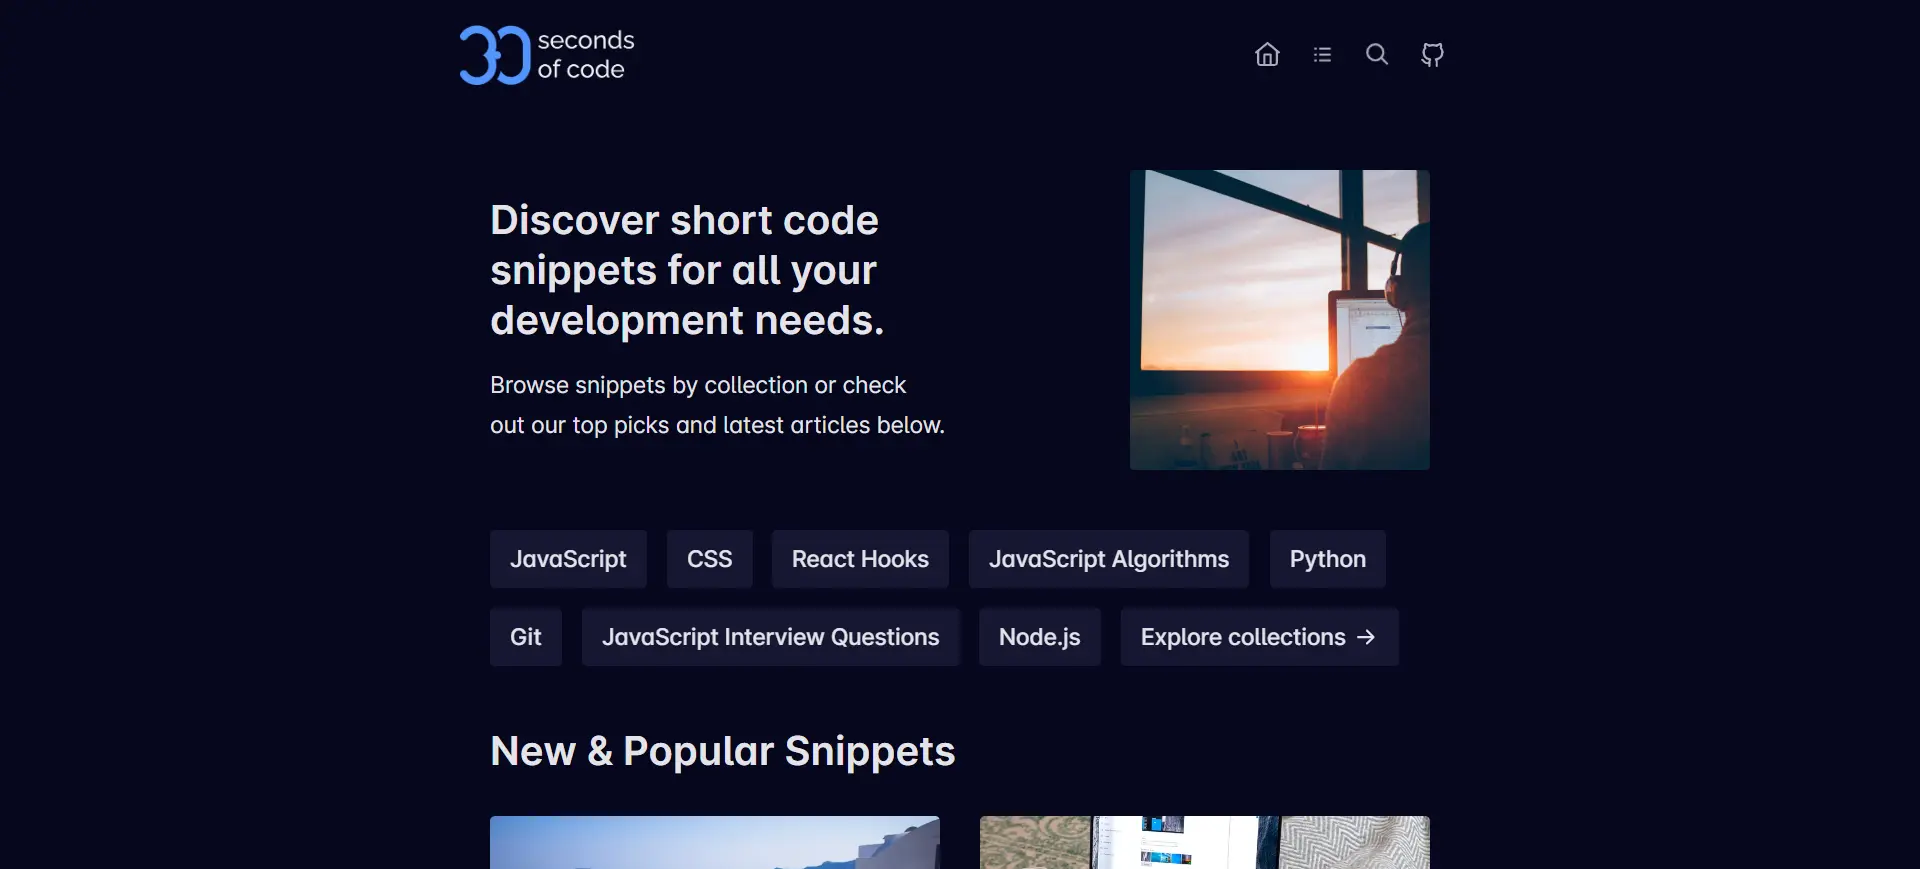 30 seconds
of code
Discover short code
snippets for all your
development needs.
Browse snippets by collection or check
out our top picks and latest articles below.
JavaScript
CSS
React Hooks
JavaScript Algorithms
Python
Git
JavaScript Interview Questions
Node.js
Explore collections →
New & Popular Snippets